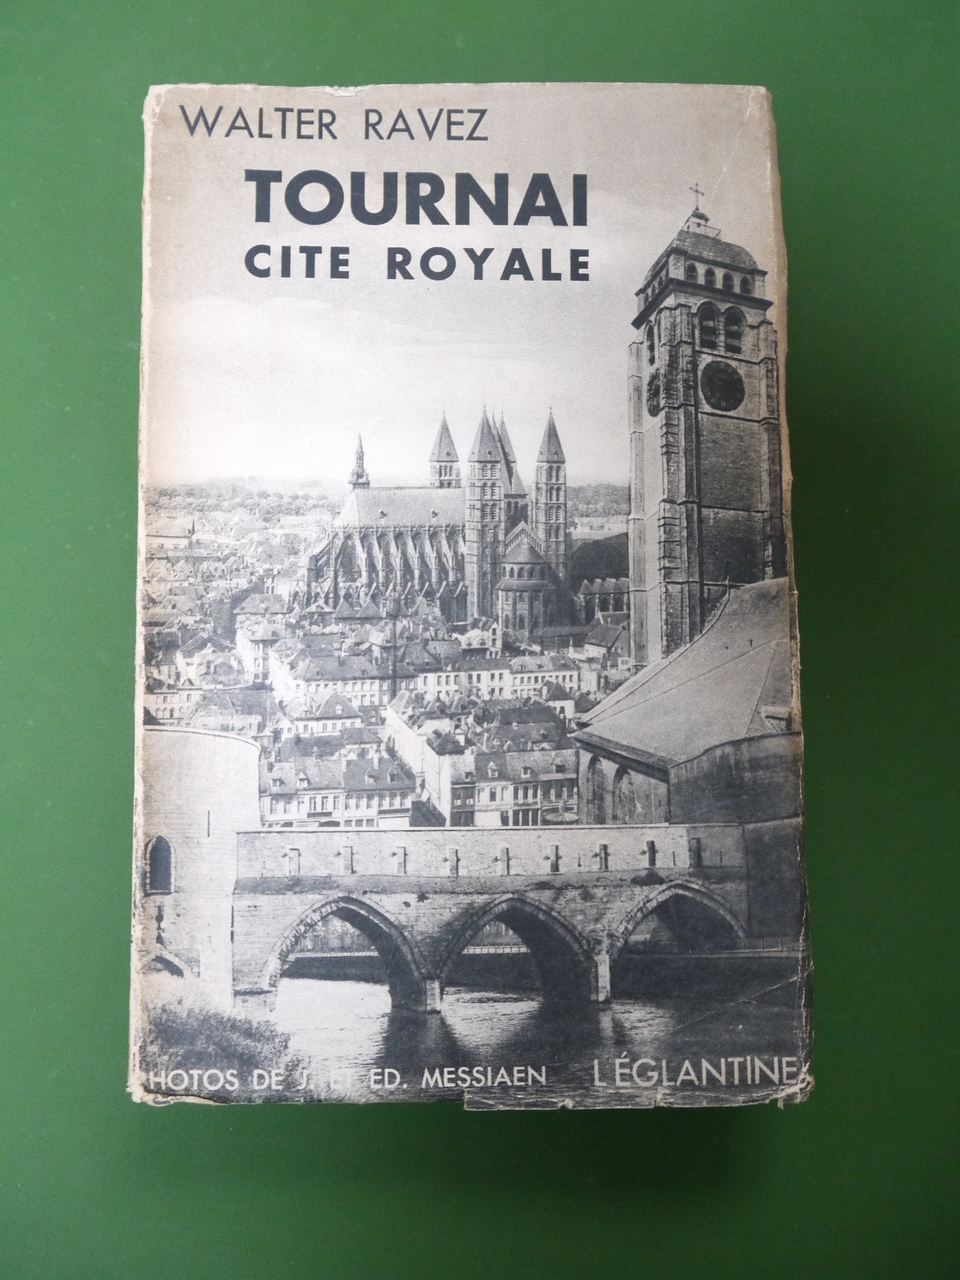 WALTER RAVEZ
TOURNAI
CITE ROYALE
HOTOS DE J. ET ED. MESSIAEN L'ÉGLANTINE